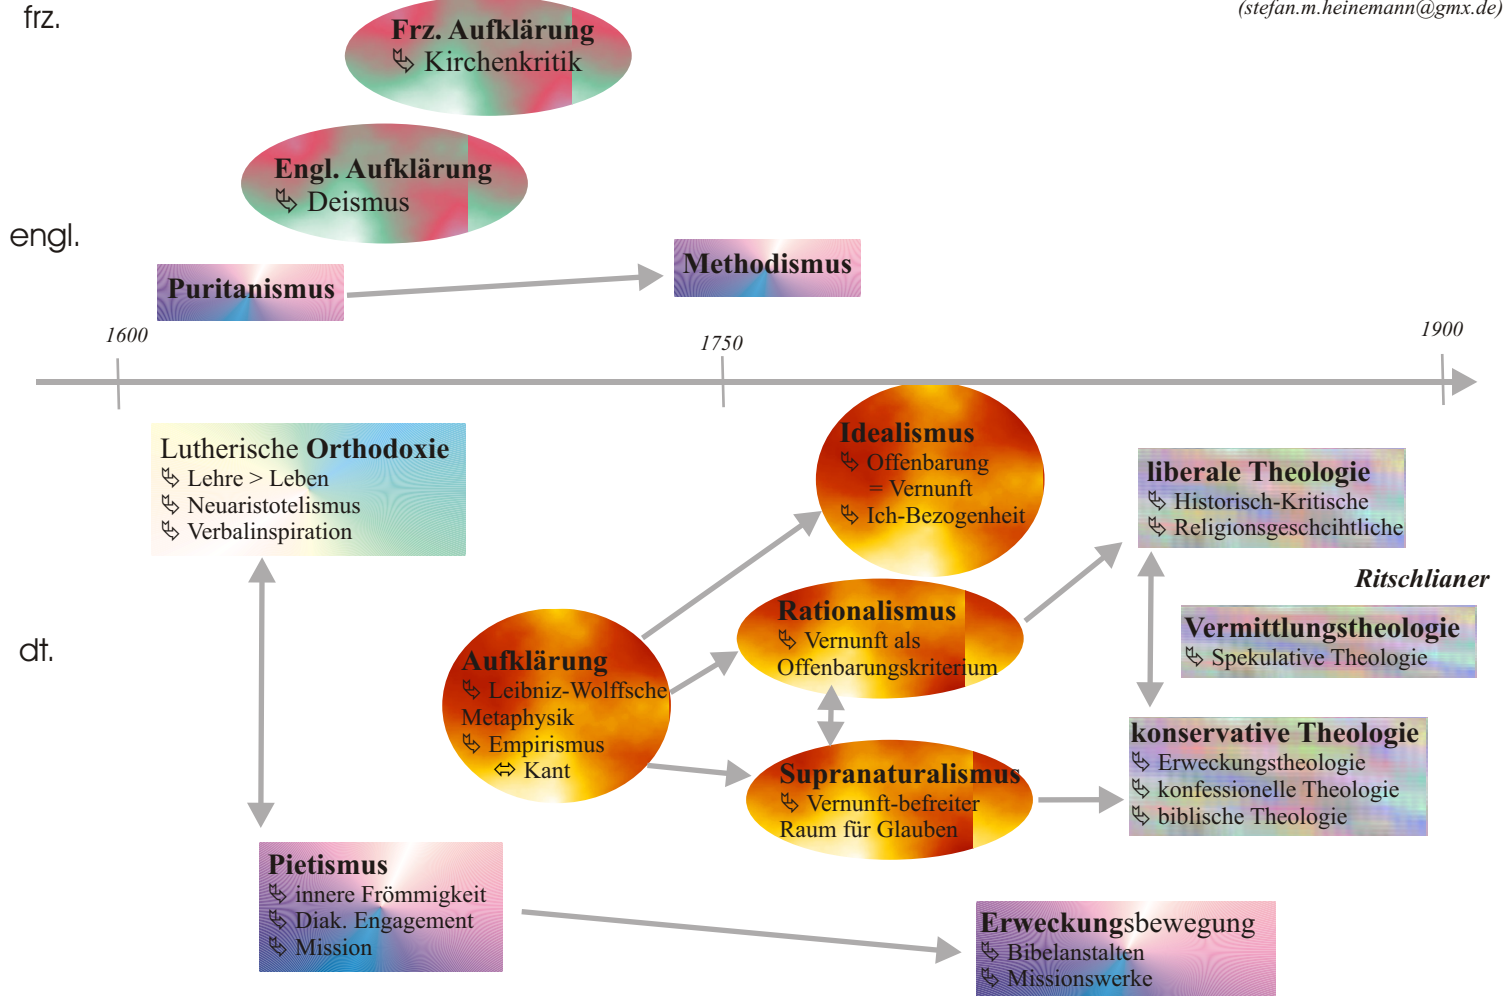 (stefan.m.heinemann@gmx.de)
frz.
Frz. Aufklärung
Kirchenkritik
Engl. Aufklärung
Deismus
engl.
Puritanismus
Methodismus
1600
1750
1900
Lutherische Orthodoxie
Lehre > Leben
Neuaristotelismus
Verbalinspiration
Idealismus
Offenbarung
= Vernunft
Ich-Bezogenheit
liberale Theologie
Historisch-Kritische
Religionsgeschcihtliche
Ritschlianer
Vermittlungstheologie
Spekulative Theologie
dt.
Aufklärung
Leibniz-Wolffsche
Metaphysik
Empirismus
⇔ Kant
Rationalismus
Vernunft als
Offenbarungskriterium
Supranaturalismus
Vernunft-befreiter
Raum für Glauben
konservative Theologie
Erweckungstheologie
konfessionelle Theologie
biblische Theologie
Pietismus
innere Frömmigkeit
Diak. Engagement
Mission
Erweckungsbewegung
Bibelanstalten
Missionswerke